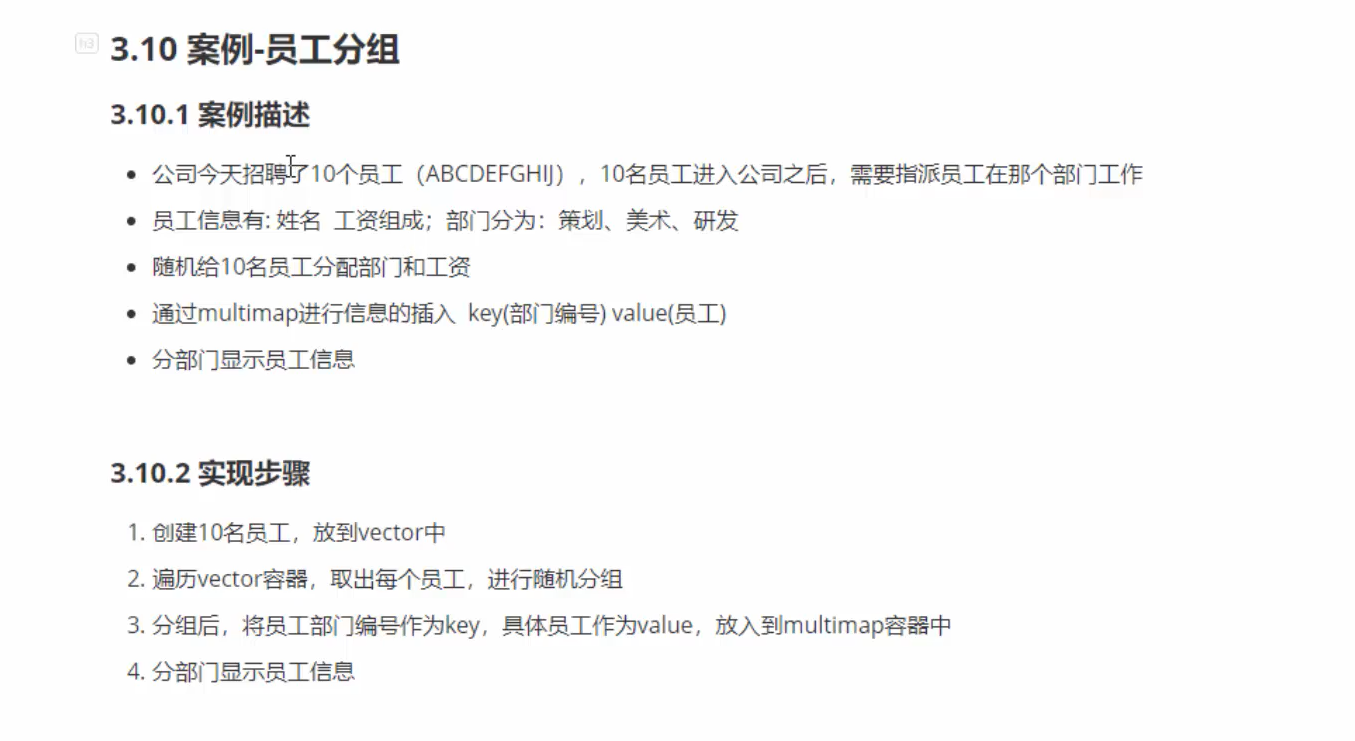 h3
3.10 案例-员工分组
3.10.1 案例描述
公司今天招聘了10个员工（ABCDEFGHIJ），10名员工进入公司之后，需要指派员工在那个部门工作
员工信息有: 姓名  工资组成；部门分为：策划、美术、研发
随机给10名员工分配部门和工资
通过multimap进行信息的插入  key(部门编号) value(员工)
分部门显示员工信息
3.10.2 实现步骤
1. 创建10名员工，放到vector中
2. 遍历vector容器，取出每个员工，进行随机分组
3. 分组后，将员工部门编号作为key，具体员工作为value，放入到multimap容器中
4. 分部门显示员工信息